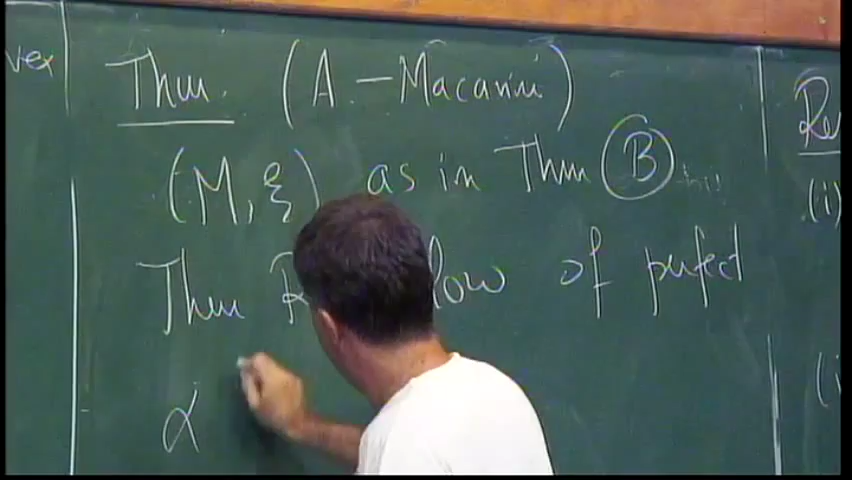 vex
Thm. (A. - Macarini)
(M, ξ) as in Thm B
Then R flow of perfect
α
Re
(i)
(i